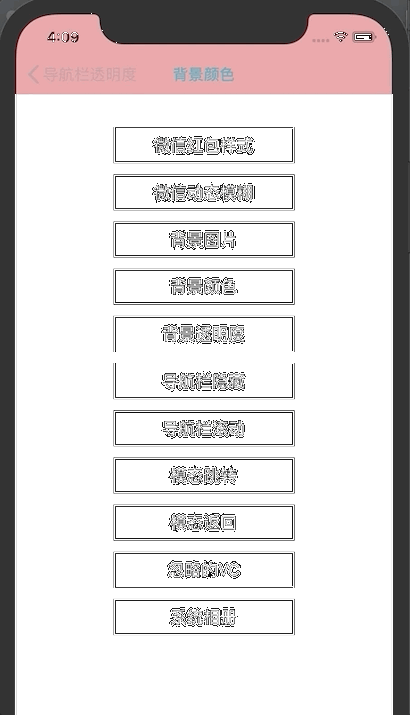 4:09
导航栏透明度
背景颜色
微信红包样式
微信动态模糊
背景图片
背景颜色
背景透明度
导航栏隐藏
导航栏滚动
模态跳转
模态返回
忽略的VC
系统相册